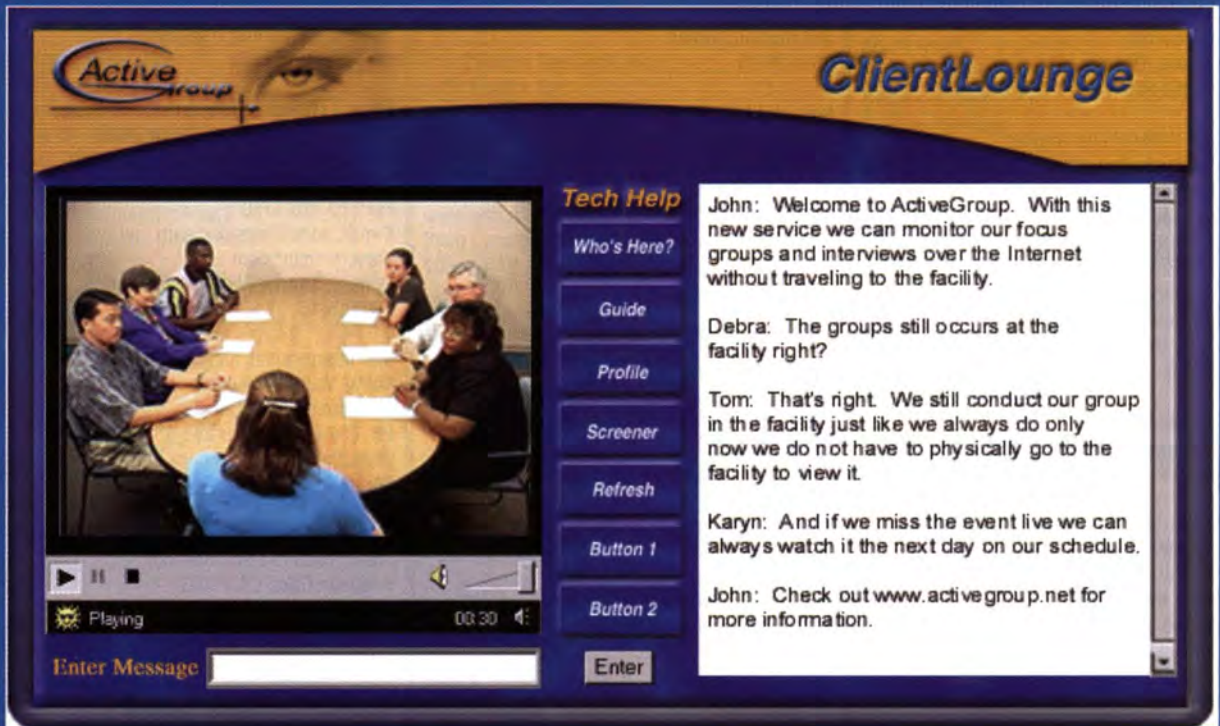 Active
Group
ClientLounge
Tech Help
Who's Here?
Guide
Profile
Screener
Refresh
Button 1
Button 2
Playing
00:30
Enter Message
Enter
John: Welcome to ActiveGroup. With this
new service we can monitor our focus
groups and interviews over the Internet
without traveling to the facility.
Debra: The groups still occurs at the
facility right?
Tom: That's right. We still conduct our group
in the facility just like we always do only
now we do not have to physically go to the
facility to view it.
Karyn: And if we miss the event live we can
always watch it the next day on our schedule.
John: Check out www.activegroup.net for
more information.